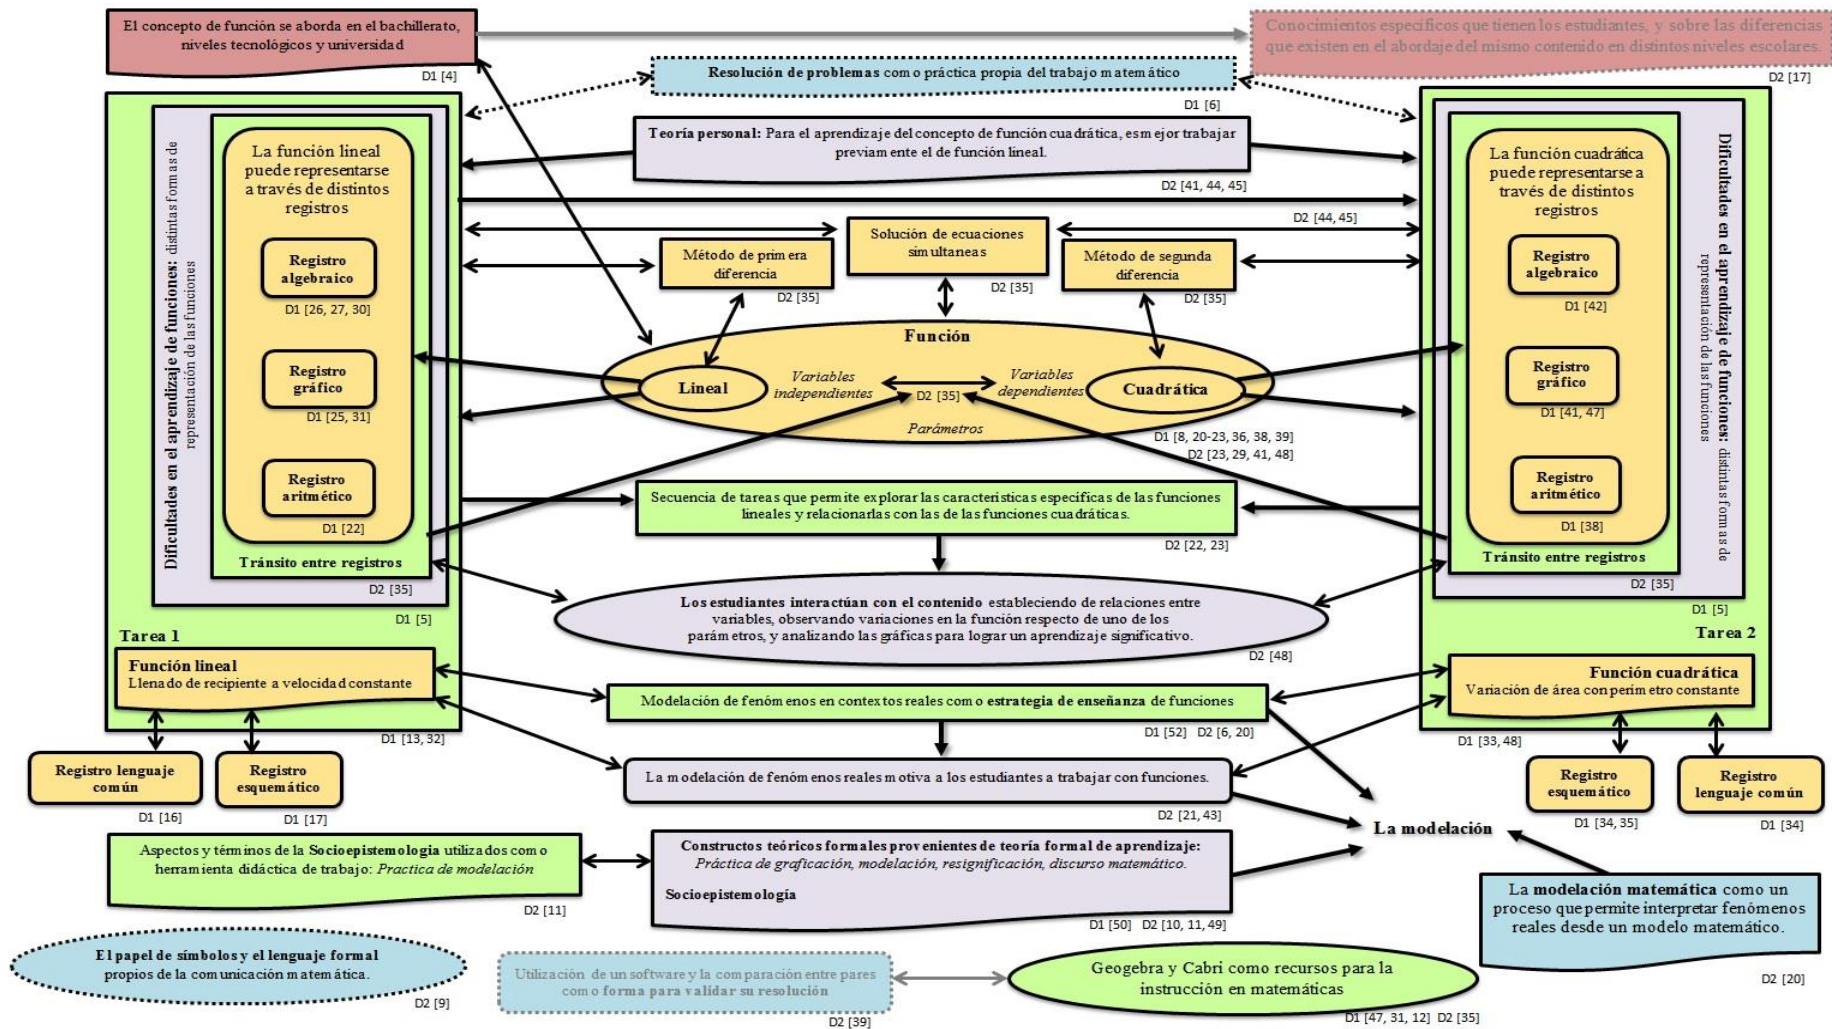 El concepto de función se aborda en el bachillerato,
niveles tecnológicos y universidad
D1 [4]
Conocimientos específicos que tienen los estudiantes, y sobre las diferencias
que existen en el abordaje del mismo contenido en distintos niveles escolares.
D2 [17]
Resolución de problemas como práctica propia del trabajo matemático
D1 [6]
Teoría personal: Para el aprendizaje del concepto de función cuadrática, es mejor trabajar
previamente el de función lineal.
D2 [41, 44, 45]
Dificultades en el aprendizaje de funciones: distintas formas de
representación de las funciones
La función lineal
puede representarse
a través de distintos
registros
Registro
algebraico
D1 [26, 27, 30]
Registro
gráfico
D1 [25, 31]
Registro
aritmético
D1 [22]
Tránsito entre registros
D2 [35]
D1 [5]
Tarea 1
Función lineal
Llenado de recipiente a velocidad constante
D1 [13, 32]
Registro lenguaje
común
D1 [16]
Registro
esquemático
D1 [17]
D2 [44, 45]
Método de primera
diferencia
D2 [35]
Solución de ecuaciones
simultaneas
D2 [35]
Método de segunda
diferencia
D2 [35]
Función
Lineal
Variables
independientes
D2 [35]
Variables
dependientes
Cuadrática
Parámetros
D1 [8, 20-23, 36, 38, 39]
D2 [23, 29, 41, 48]
Secuencia de tareas que permite explorar las características específicas de las funciones
lineales y relacionarlas con las de las funciones cuadráticas.
D2 [22, 23]
Los estudiantes interactúan con el contenido estableciendo de relaciones entre
variables, observando variaciones en la función respecto de uno de los
parámetros, y analizando las gráficas para lograr un aprendizaje significativo.
D2 [48]
Modelación de fenómenos en contextos reales como estrategia de enseñanza de funciones
D1 [52] D2 [6, 20]
La modelación de fenómenos reales motiva a los estudiantes a trabajar con funciones.
D2 [21, 43]
La modelación
Dificultades en el aprendizaje de funciones: distintas formas de
representación de las funciones
La función cuadrática
puede representarse a
través de distintos
registros
Registro
algebraico
D1 [42]
Registro
gráfico
D1 [41, 47]
Registro
aritmético
D1 [38]
Tránsito entre registros
D2 [35]
D1 [5]
Tarea 2
Función cuadrática
Variación de área con perímetro constante
D1 [33, 48]
Registro
esquemático
D1 [34, 35]
Registro
lenguaje común
D1 [34]
Aspectos y términos de la Socioepistemologia utilizados como
herramienta didáctica de trabajo: Practica de modelación
D2 [11]
Constructos teóricos formales provenientes de teoría formal de aprendizaje:
Práctica de graficación, modelación, resignificación, discurso matemático.
Socioepistemología
D1 [50] D2 [10, 11, 49]
La modelación matemática como un
proceso que permite interpretar fenómenos
reales desde un modelo matemático.
D2 [20]
El papel de símbolos y el lenguaje formal
propios de la comunicación matemática.
D2 [9]
Utilización de un software y la comparación entre pares
como forma para validar su resolución
D2 [39]
Geogebra y Cabri como recursos para la
instrucción en matemáticas
D1 [47, 31, 12] D2 [35]